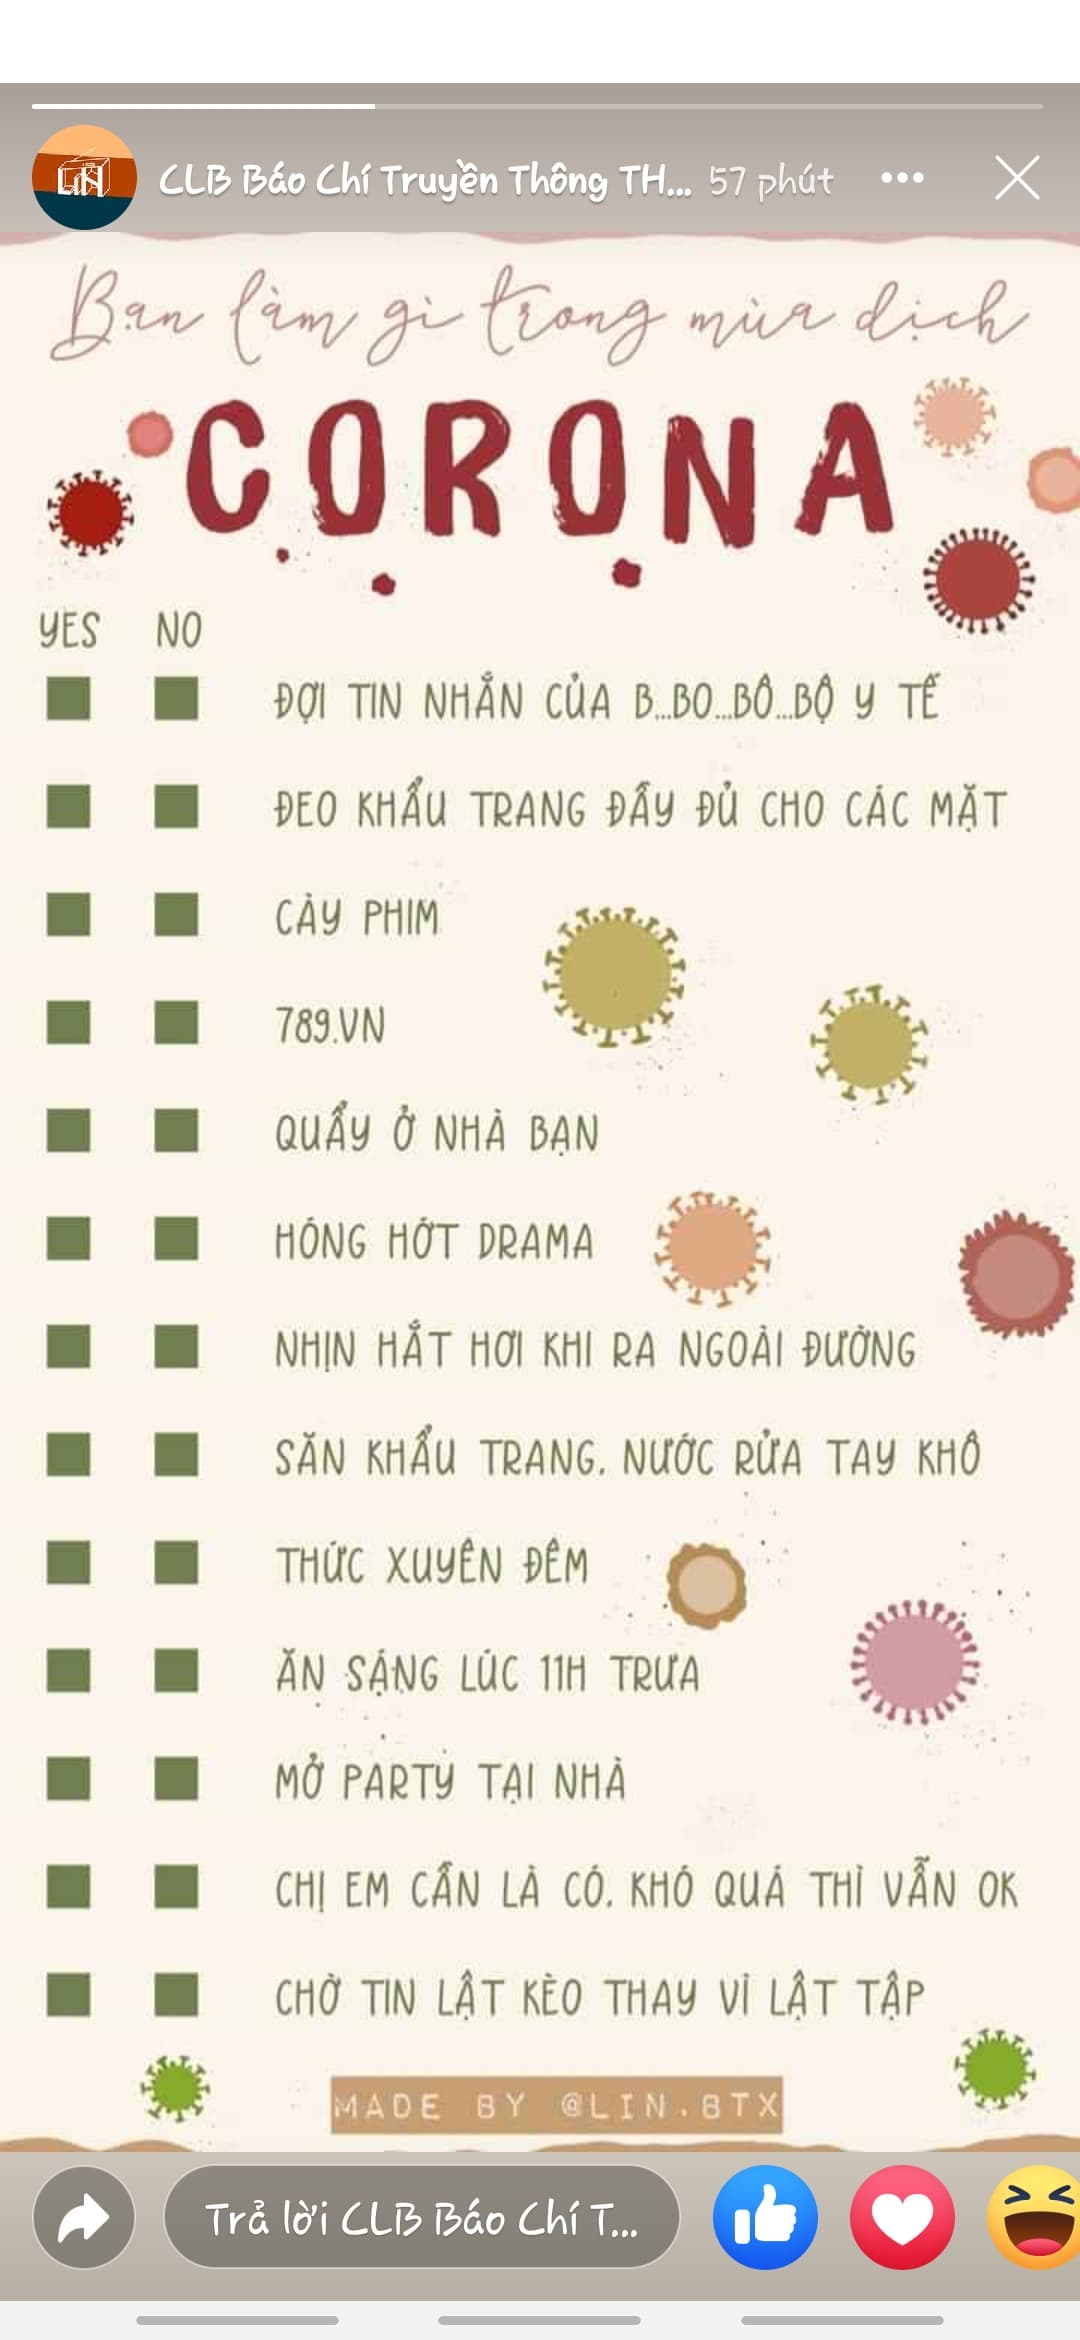 CLB Báo Chí Truyền Thông TH... 57 phút
Bạn làm gì trong mùa dịch
CORONA
YES NO
ĐỢI TIN NHẮN CỦA B...BO...BÔ...BỘ Y TẾ
ĐEO KHẨU TRANG ĐẦY ĐỦ CHO CÁC MẶT
CÀY PHIM
789.VN
QUẨY Ở NHÀ BẠN
HÓNG HỚT DRAMA
NHỊN HẮT HƠI KHI RA NGOÀI ĐƯỜNG
SĂN KHẨU TRANG. NƯỚC RỬA TAY KHÔ
THỨC XUYÊN ĐÊM
ĂN SÁNG LÚC 11H TRƯA
MỞ PARTY TẠI NHÀ
CHỊ EM CẦN LÀ CÓ. KHÓ QUÁ THÌ VẪN OK
CHỜ TIN LẬT KÈO THAY VÌ LẬT TẬP
MADE BY @LIN.BTX
Trả lời CLB Báo Chí T...